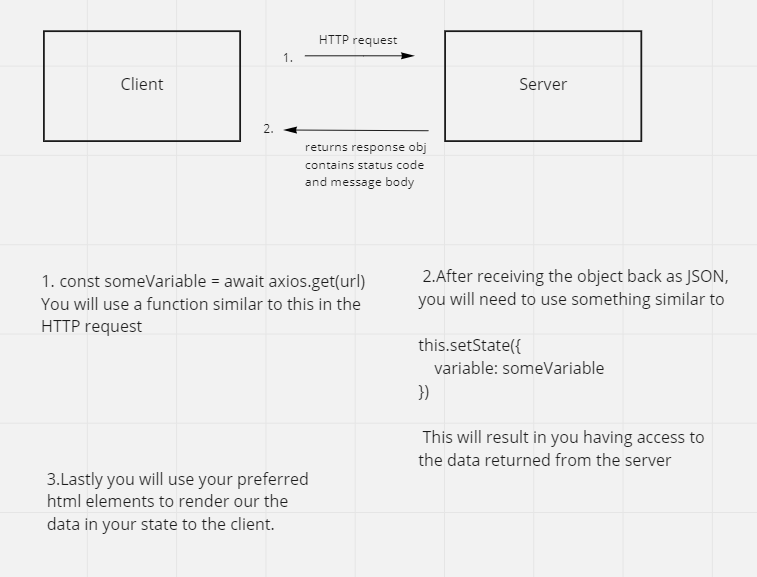 HTTP request
1.
Client
Server
2.
returns response obj
contains status code
and message body
1. const someVariable = await axios.get(url)
You will use a function similar to this in the
HTTP request
2.After receiving the object back as JSON,
you will need to use something similar to
this.setState({
variable: someVariable
})
This will result in you having access to
the data returned from the server
3.Lastly you will use your preferred
html elements to render our the
data in your state to the client.